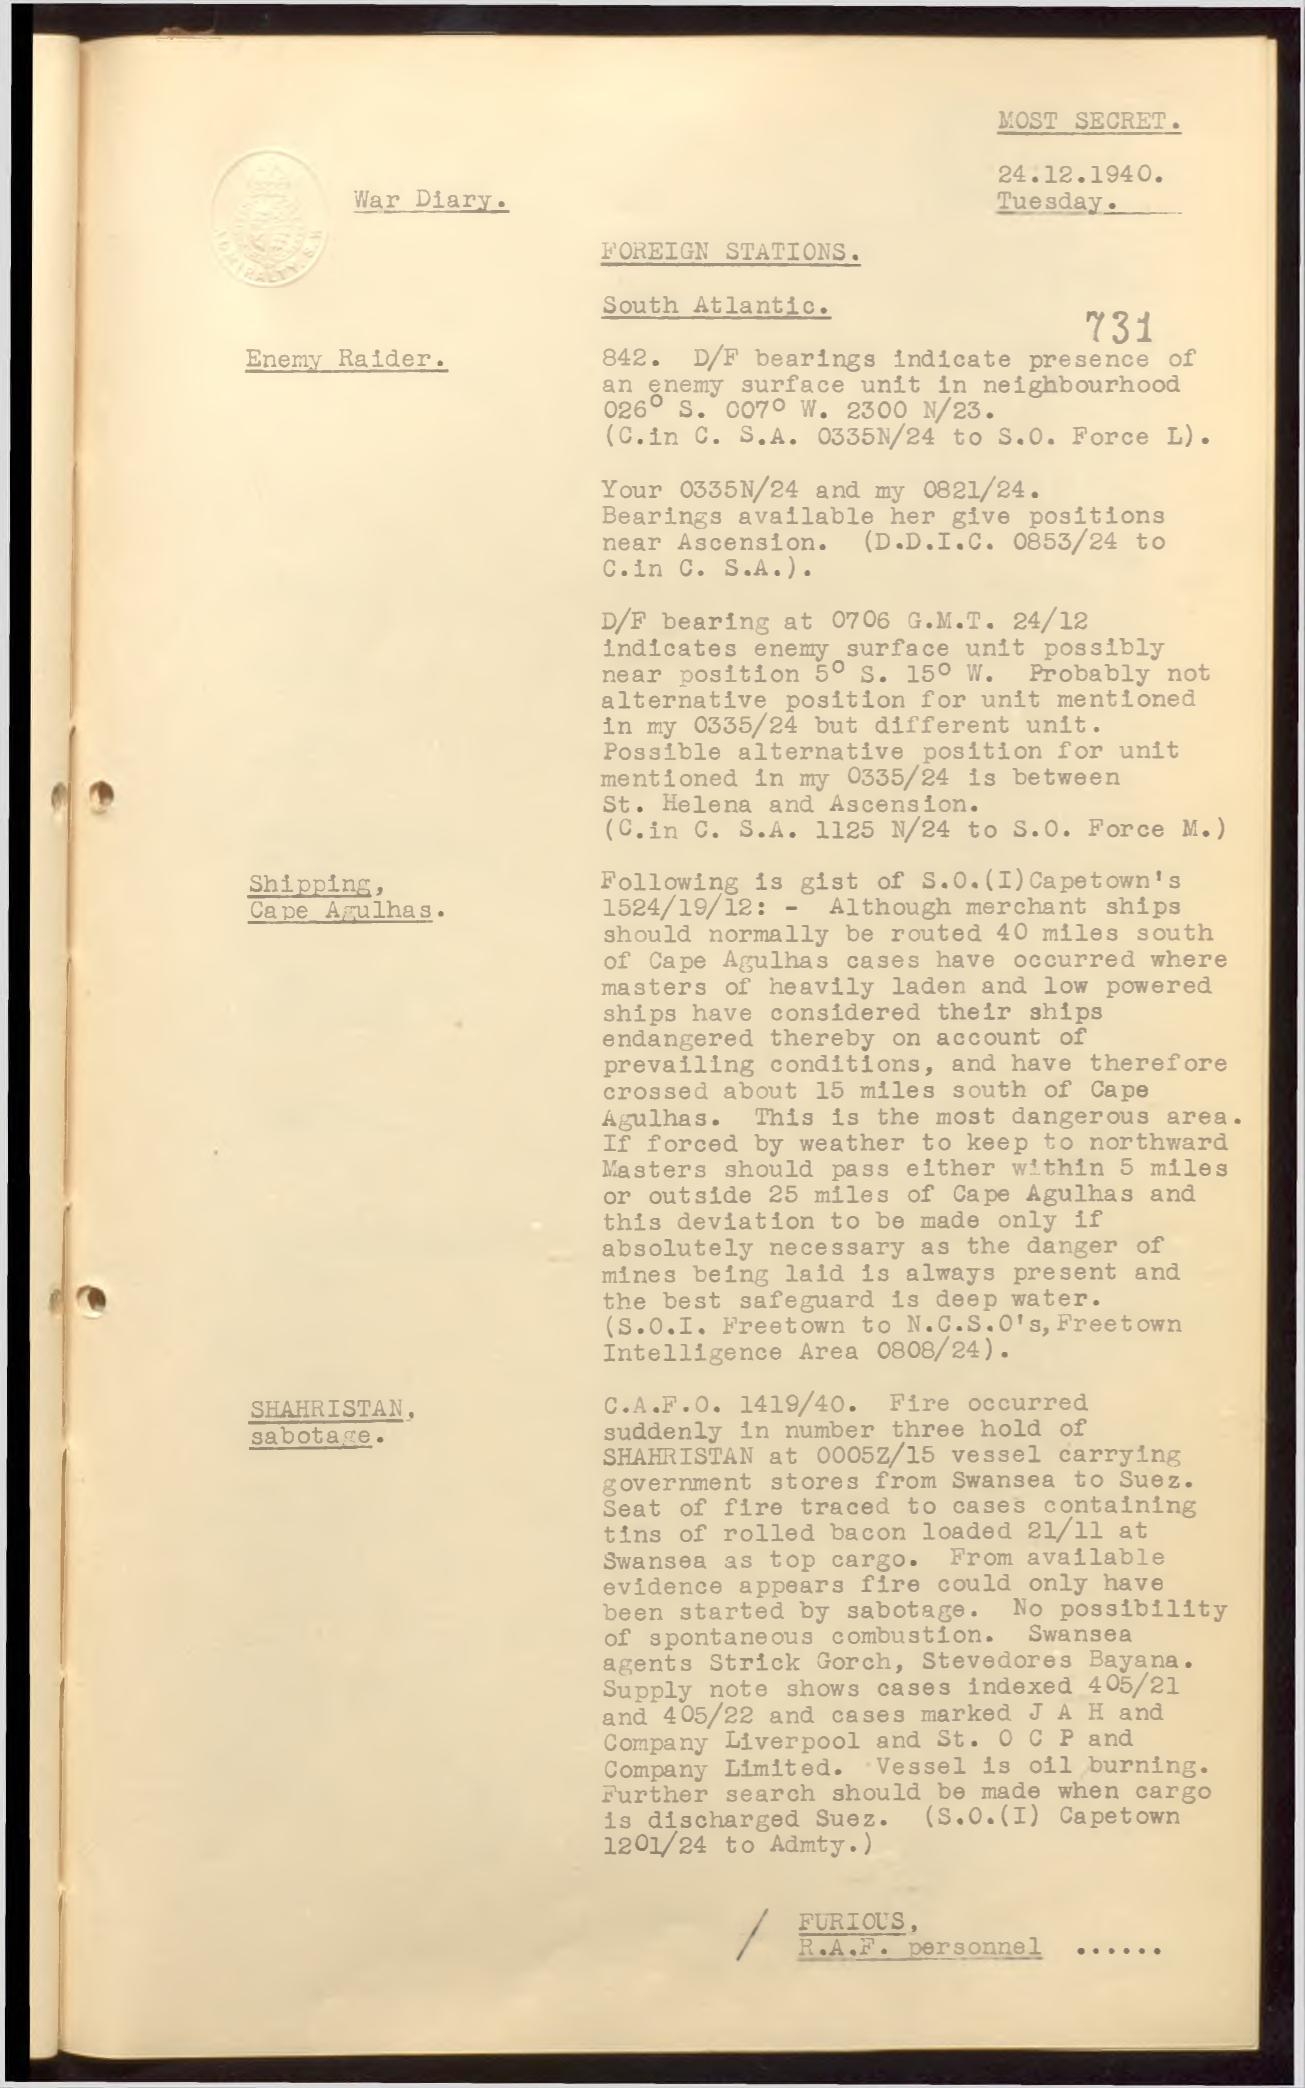 MOST SECRET.
24.12.1940.
Tuesday.
ADMIRALTY. S.W
War Diary.
FOREIGN STATIONS.
South Atlantic.
731
Enemy Raider.
842. D/F bearings indicate presence of
an enemy surface unit in neighbourhood
026° S. 007° W. 2300 N/23.
(C.in C. S.A. 0335N/24 to S.O. Force L).
Your 0335N/24 and my 0821/24.
Bearings available her give positions
near Ascension. (D.D.I.C. 0853/24 to
C.in C. S.A.).
D/F bearing at 0706 G.M.T. 24/12
indicates enemy surface unit possibly
near position 5° S. 15° W. Probably not
alternative position for unit mentioned
in my 0335/24 but different unit.
Possible alternative position for unit
mentioned in my 0335/24 is between
St. Helena and Ascension.
(C.in C. S.A. 1125 N/24 to S.O. Force M.)
Shipping,
Cape Agulhas.
Following is gist of S.O.(I)Capetown's
1524/19/12: - Although merchant ships
should normally be routed 40 miles south
of Cape Agulhas cases have occurred where
masters of heavily laden and low powered
ships have considered their ships
endangered thereby on account of
prevailing conditions, and have therefore
crossed about 15 miles south of Cape
Agulhas. This is the most dangerous area.
If forced by weather to keep to northward
Masters should pass either within 5 miles
or outside 25 miles of Cape Agulhas and
this deviation to be made only if
absolutely necessary as the danger of
mines being laid is always present and
the best safeguard is deep water.
(S.O.I. Freetown to N.C.S.O's,Freetown
Intelligence Area 0808/24).
SHAHRISTAN,
sabotage.
C.A.F.O. 1419/40. Fire occurred
suddenly in number three hold of
SHAHRISTAN at 0005Z/15 vessel carrying
government stores from Swansea to Suez.
Seat of fire traced to cases containing
tins of rolled bacon loaded 21/11 at
Swansea as top cargo. From available
evidence appears fire could only have
been started by sabotage. No possibility
of spontaneous combustion. Swansea
agents Strick Gorch, Stevedores Bayana.
Supply note shows cases indexed 405/21
and 405/22 and cases marked J A H and
Company Liverpool and St. O C P and
Company Limited. Vessel is oil burning.
Further search should be made when cargo
is discharged Suez. (S.O.(I) Capetown
1201/24 to Admty.)
/ FURIOUS,
R.A.F. personnel ......